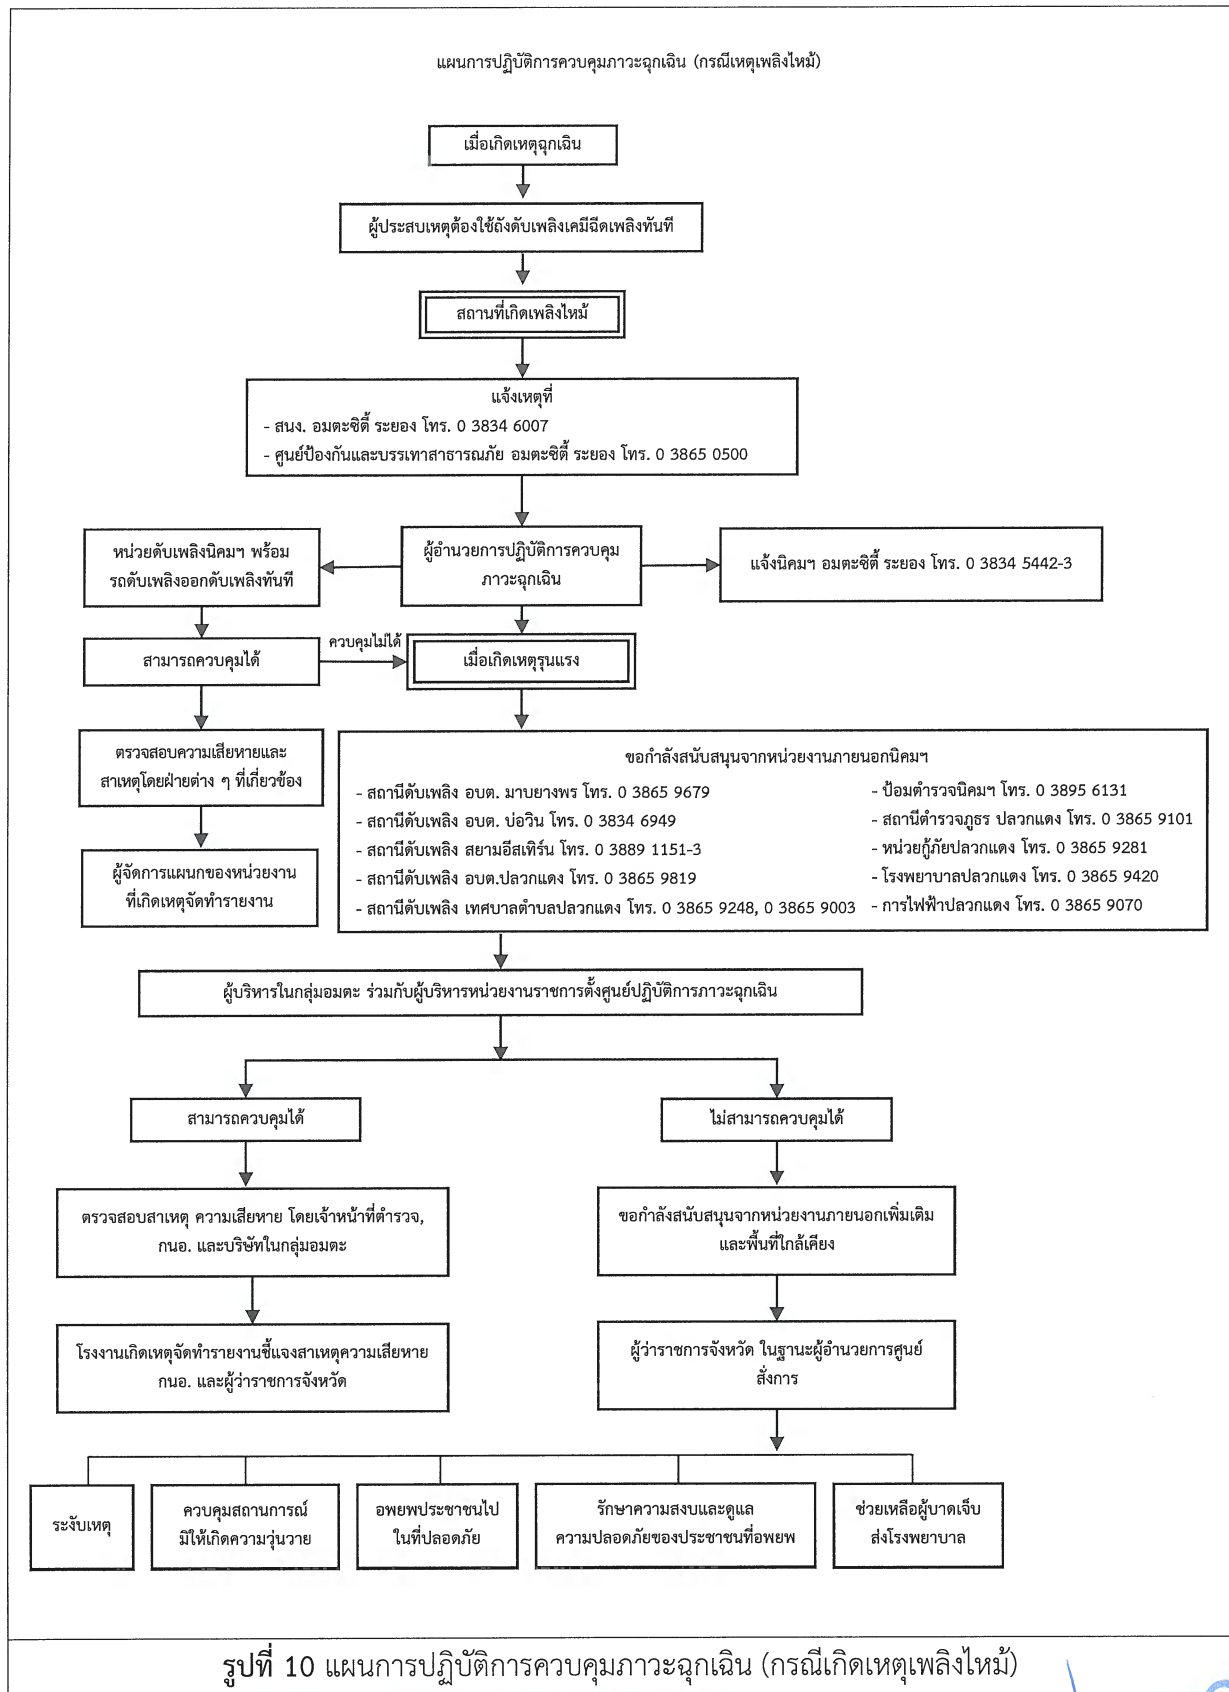 แผนการปฏิบัติการควบคุมภาวะฉุกเฉิน (กรณีเหตุเพลิงไหม้)
เมื่อเกิดเหตุฉุกเฉิน
ผู้ประสบเหตุต้องใช้ถังดับเพลิงเคมีฉีดเพลิงทันที
สถานที่เกิดเพลิงไหม้
แจ้งเหตุที่
- สนง. อมตะซิตี้ ระยอง โทร. 0 3834 6007
- ศูนย์ป้องกันและบรรเทาสาธารณภัย อมตะซิตี้ ระยอง โทร. 0 3865 0500
หน่วยดับเพลิงนิคมฯ พร้อม
รถดับเพลิงออกดับเพลิงทันที
ผู้อำนวยการปฏิบัติการควบคุม
ภาวะฉุกเฉิน
แจ้งนิคมฯ อมตะซิตี้ ระยอง โทร. 0 3834 5442-3
สามารถควบคุมได้
ควบคุมไม่ได้
เมื่อเกิดเหตุรุนแรง
ตรวจสอบความเสียหายและ
สาเหตุโดยฝ่ายต่าง ๆ ที่เกี่ยวข้อง
ผู้จัดการแผนกของหน่วยงาน
ที่เกิดเหตุจัดทำรายงาน
ขอกำลังสนับสนุนจากหน่วยงานภายนอกนิคมฯ
- สถานีดับเพลิง อบต. มาบยางพร โทร. 0 3865 9679
- สถานีดับเพลิง อบต. บ่อวิน โทร. 0 3834 6949
- สถานีดับเพลิง สยามอีสเทิร์น โทร. 0 3889 1151-3
- สถานีดับเพลิง อบต.ปลวกแดง โทร. 0 3865 9819
- สถานีดับเพลิง เทศบาลตำบลปลวกแดง โทร. 0 3865 9248, 0 3865 9003
- ป้อมตำรวจนิคมฯ โทร. 0 3895 6131
- สถานีตำรวจภูธร ปลวกแดง โทร. 0 3865 9101
- หน่วยกู้ภัยปลวกแดง โทร. 0 3865 9281
- โรงพยาบาลปลวกแดง โทร. 0 3865 9420
- การไฟฟ้าปลวกแดง โทร. 0 3865 9070
ผู้บริหารในกลุ่มอมตะ ร่วมกับผู้บริหารหน่วยงานราชการตั้งศูนย์ปฏิบัติการภาวะฉุกเฉิน
สามารถควบคุมได้
ไม่สามารถควบคุมได้
ตรวจสอบสาเหตุ ความเสียหาย โดยเจ้าหน้าที่ตำรวจ,
กนอ. และบริษัทในกลุ่มอมตะ
ขอกำลังสนับสนุนจากหน่วยงานภายนอกเพิ่มเติม
และพื้นที่ใกล้เคียง
โรงงานเกิดเหตุจัดทำรายงานชี้แจงสาเหตุความเสียหาย
กนอ. และผู้ว่าราชการจังหวัด
ผู้ว่าราชการจังหวัด ในฐานะผู้อำนวยการศูนย์
สั่งการ
ระงับเหตุ
ควบคุมสถานการณ์
มิให้เกิดความวุ่นวาย
อพยพประชาชนไป
ในที่ปลอดภัย
รักษาความสงบและดูแล
ความปลอดภัยของประชาชนที่อพยพ
ช่วยเหลือผู้บาดเจ็บ
ส่งโรงพยาบาล
รูปที่ 10 แผนการปฏิบัติการควบคุมภาวะฉุกเฉิน (กรณีเกิดเหตุเพลิงไหม้)